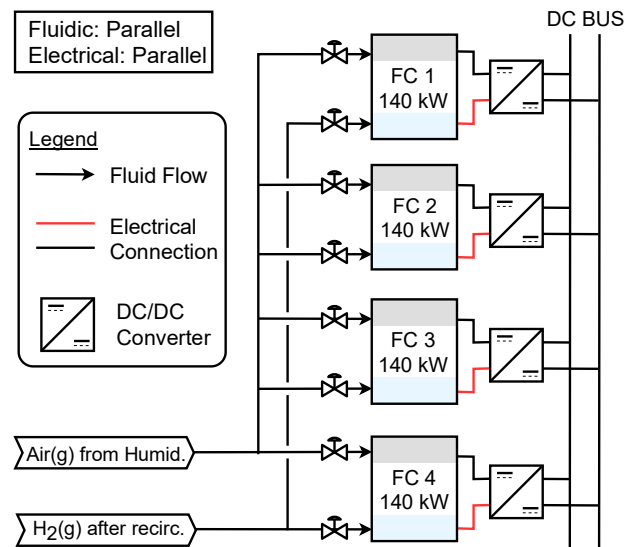 Fluidic: Parallel
Electrical: Parallel
DC BUS
Legend
Fluid Flow
Electrical
Connection
DC/DC
Converter
FC 1
140 kW
FC 2
140 kW
FC 3
140 kW
FC 4
140 kW
Air(g) from Humid.
H2(g) after recirc.